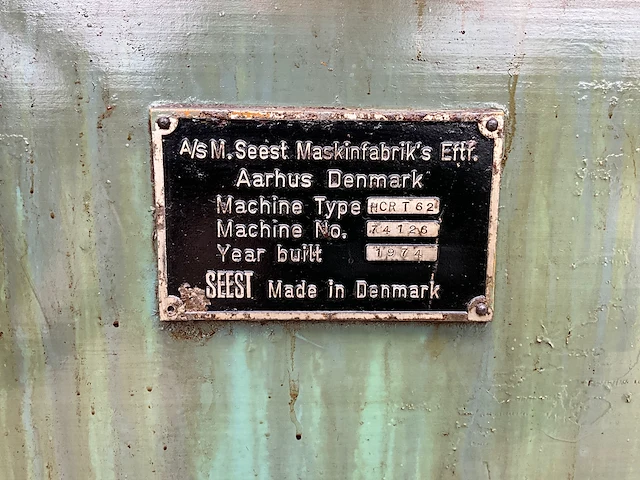 A/s M. Seest Maskinfabrik's Eftf.
Aarhus Denmark
Machine Type HCR T 62
Machine No. 74126
Year built 1974
SEEST Made in Denmark